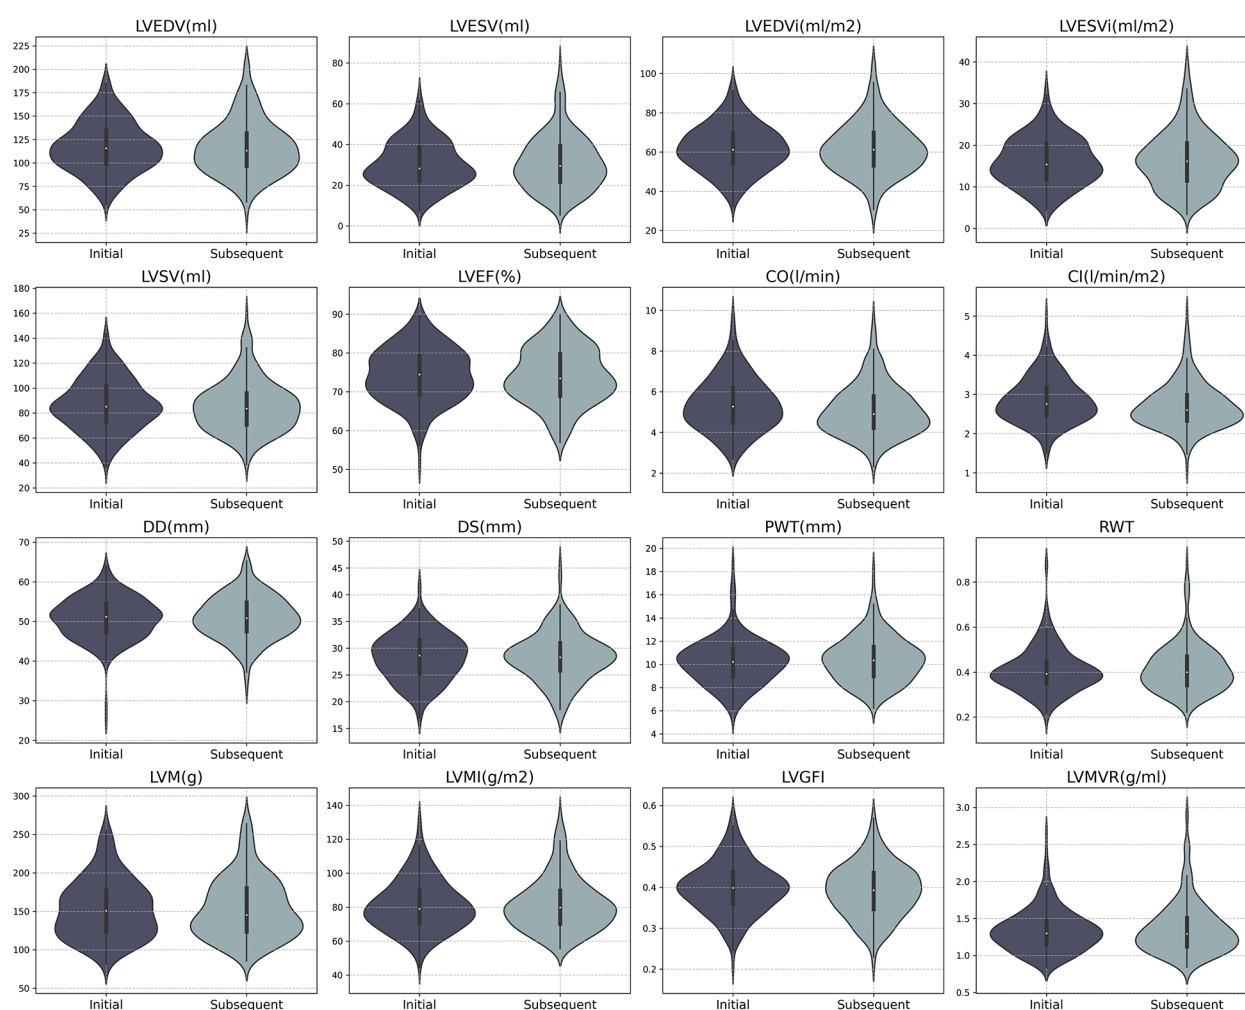 LVEDV(ml)
225
200
175
150
125
100
75
50
25
Initial
Subsequent
LVESV(ml)
80
60
40
20
0
Initial
Subsequent
LVEDVi(ml/m2)
100
80
60
40
20
Initial
Subsequent
LVESVi(ml/m2)
40
30
20
10
0
Initial
Subsequent
LVSV(ml)
180
160
140
120
100
80
60
40
20
Initial
Subsequent
LVEF(%)
90
80
70
60
50
Initial
Subsequent
CO(l/min)
10
8
6
4
2
Initial
Subsequent
CI(l/min/m2)
5
4
3
2
1
Initial
Subsequent
DD(mm)
70
60
50
40
30
20
Initial
Subsequent
DS(mm)
50
45
40
35
30
25
20
15
Initial
Subsequent
PWT(mm)
20
18
16
14
12
10
8
6
4
Initial
Subsequent
RWT
0.8
0.6
0.4
0.2
Initial
Subsequent
LVM(g)
300
250
200
150
100
50
Initial
Subsequent
LVMI(g/m2)
140
120
100
80
60
40
Initial
Subsequent
LVGFI
0.6
0.5
0.4
0.3
0.2
Initial
Subsequent
LVMVR(g/ml)
3.0
2.5
2.0
1.5
1.0
0.5
Initial
Subsequent